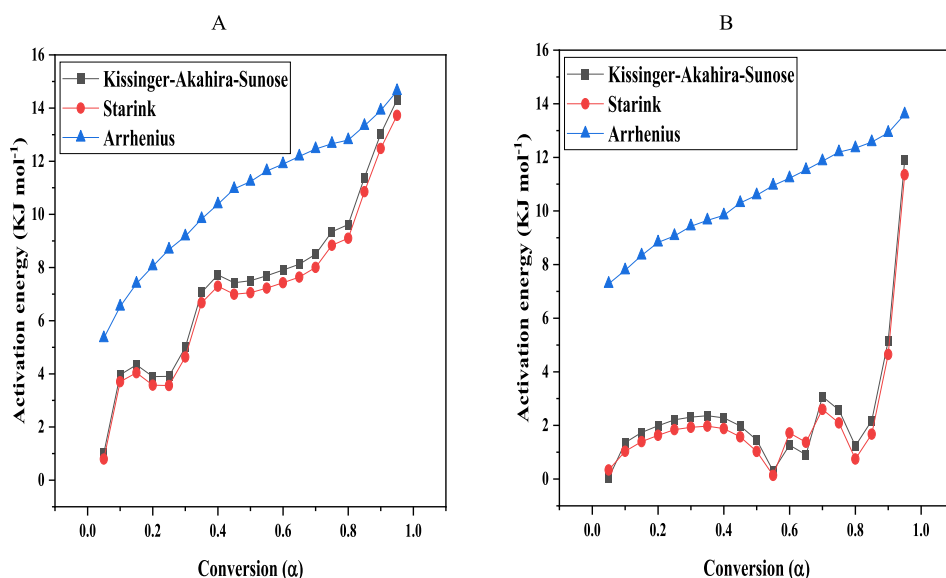 A
Activation energy (KJ mol⁻¹)
16
14
12
10
8
6
4
2
0
Kissinger-Akahira-Sunose
Starink
Arrhenius
0.0 0.2 0.4 0.6 0.8 1.0
Conversion (α)
B
Activation energy (KJ mol⁻¹)
16
14
12
10
8
6
4
2
0
Kissinger-Akahira-Sunose
Starink
Arrhenius
0.0 0.2 0.4 0.6 0.8 1.0
Conversion (α)